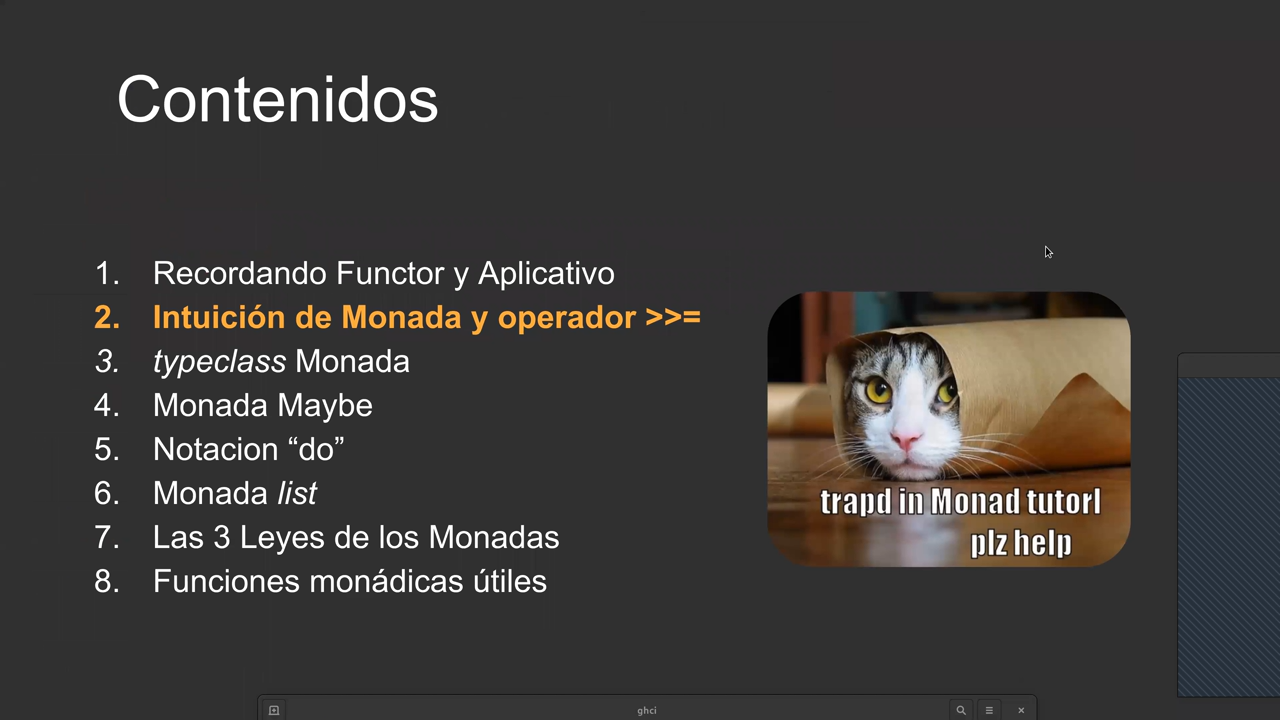 Contenidos
1. Recordando Functor y Aplicativo
2. Intuición de Monada y operador >>=
3. typeclass Monada
4. Monada Maybe
5. Notacion “do”
6. Monada list
7. Las 3 Leyes de los Monadas
8. Funciones monádicas útiles
trapd in Monad tutorl
plz help
ghci